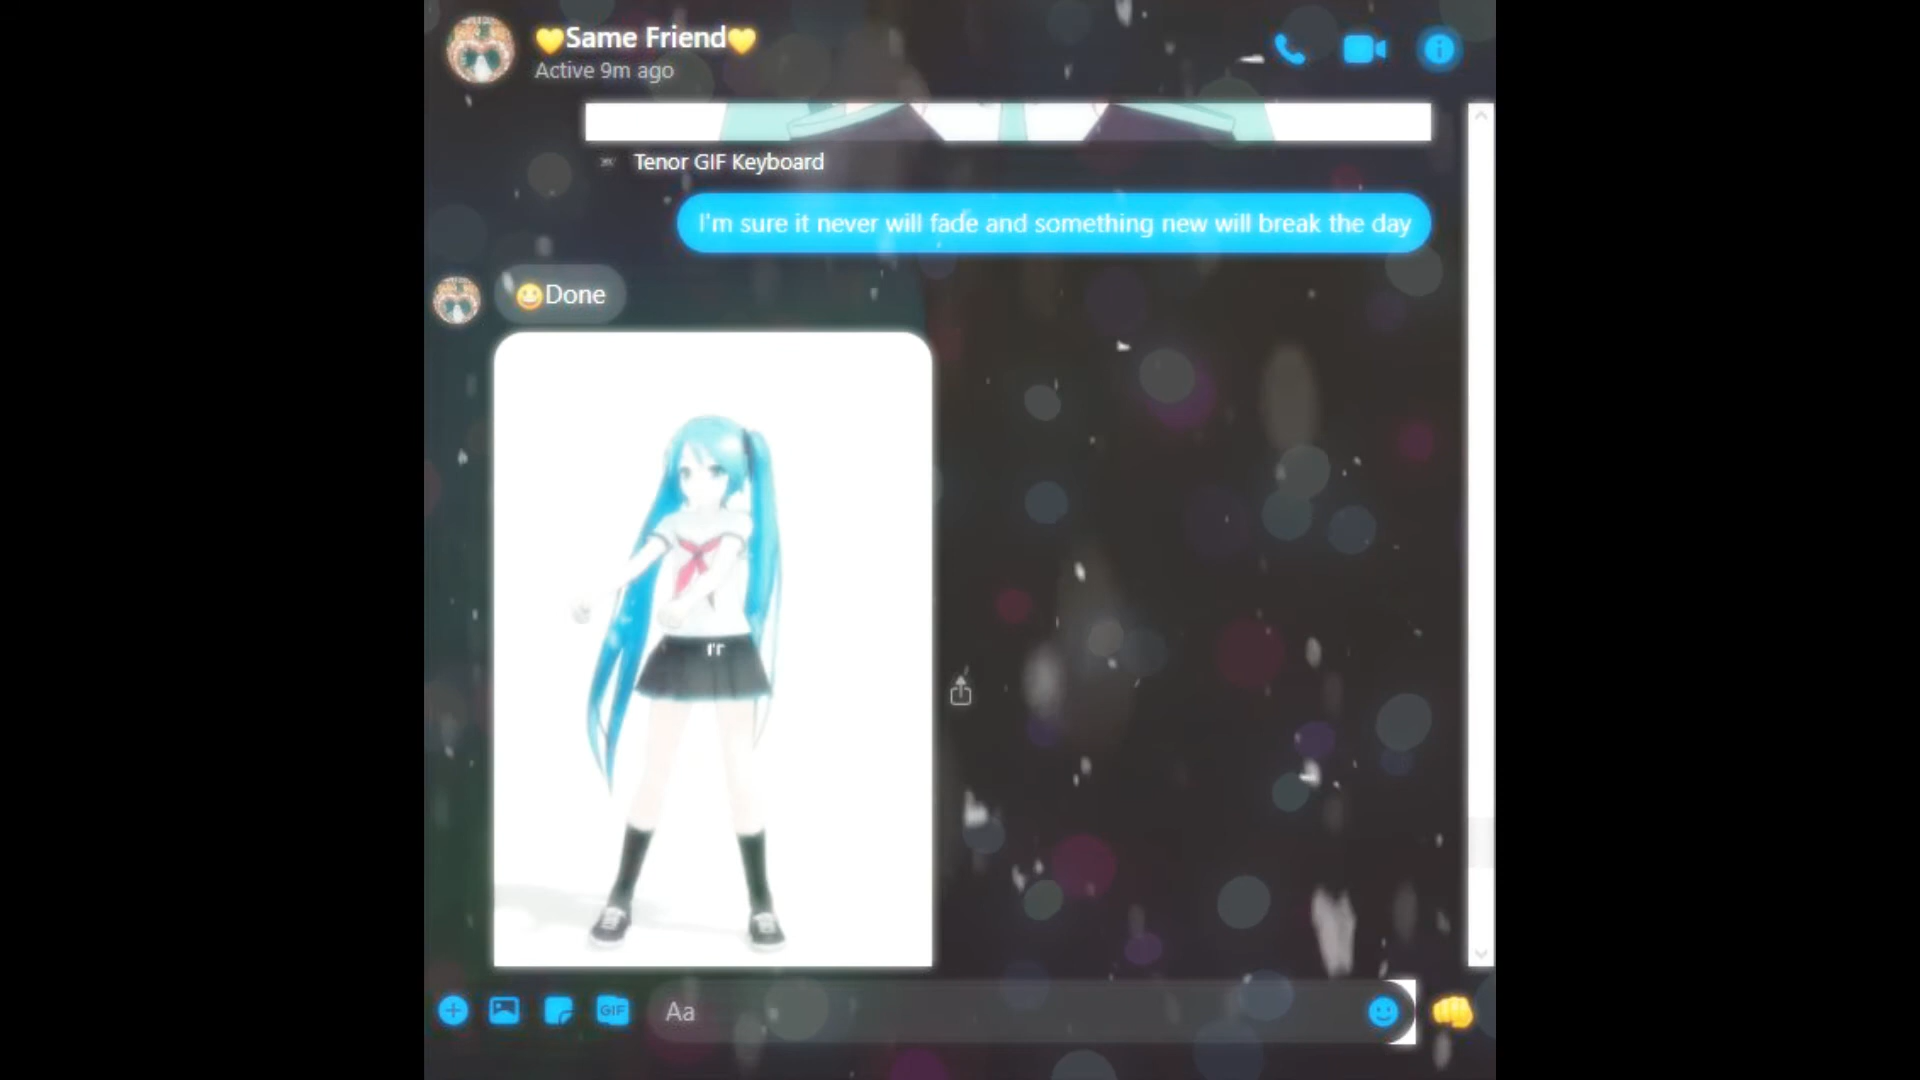 💛Same Friend💛
Active 9m ago
Tenor GIF Keyboard
I'm sure it never will fade and something new will break the day
😀Done
GIF
Aa